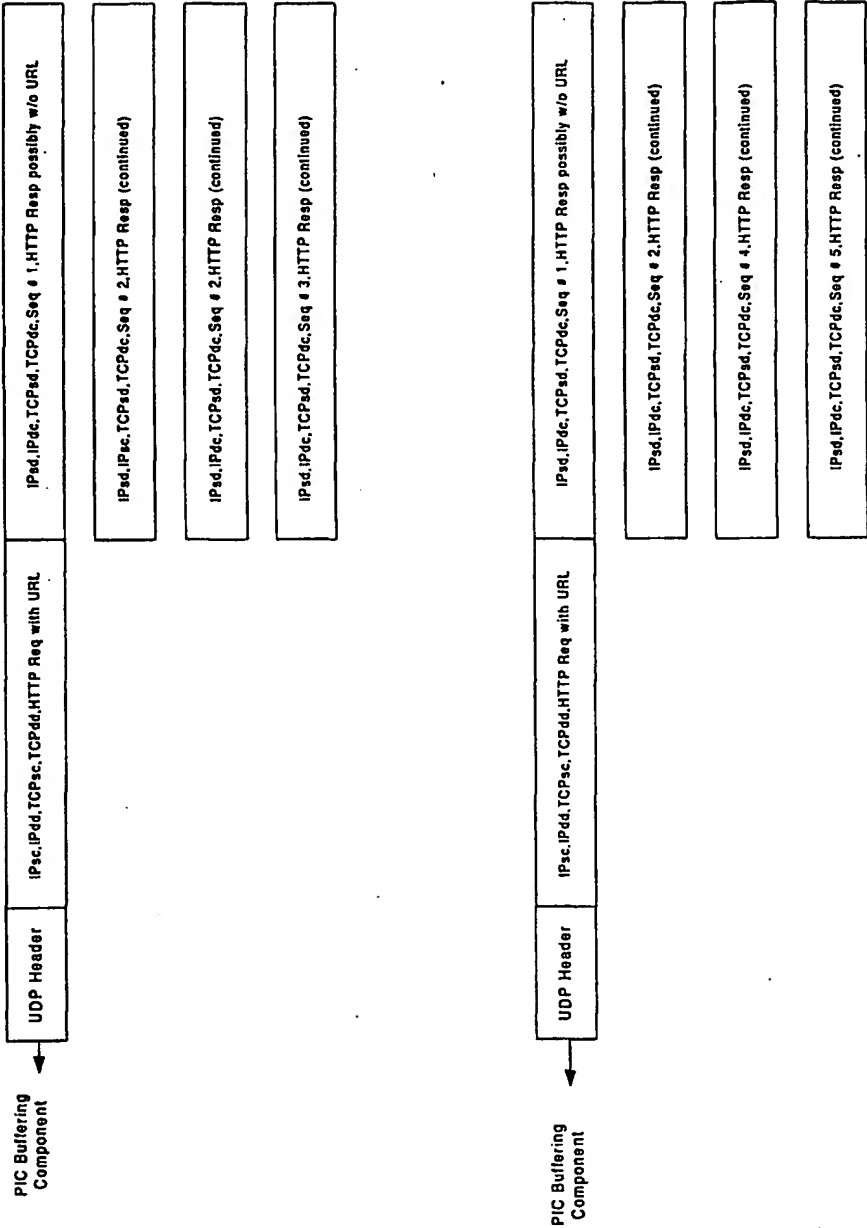 PIC Buffering
Component
UDP Header
IPsc,IPdd,TCPsc,TCPdd,HTTP Req with URL
IPsd,IPdc,TCPsd,TCPdc,Seq # 1,HTTP Resp possibly w/o URL
IPsd,IPsc,TCPsd,TCPdc,Seq # 2,HTTP Resp (continued)
IPsd,IPdc,TCPsd,TCPdc,Seq # 2,HTTP Resp (continued)
IPsd,IPdc,TCPsd,TCPdc,Seq # 3,HTTP Resp (continued)
PIC Buffering
Component
UDP Header
IPsc,IPdd,TCPsc,TCPdd,HTTP Req with URL
IPsd,IPdc,TCPsd,TCPdc,Seq # 1,HTTP Resp possibly w/o URL
IPsd,IPdc,TCPsd,TCPdc,Seq # 2,HTTP Resp (continued)
IPsd,IPdc,TCPsd,TCPdc,Seq # 4,HTTP Resp (continued)
IPsd,IPdc,TCPsd,TCPdc,Seq # 5,HTTP Resp (continued)